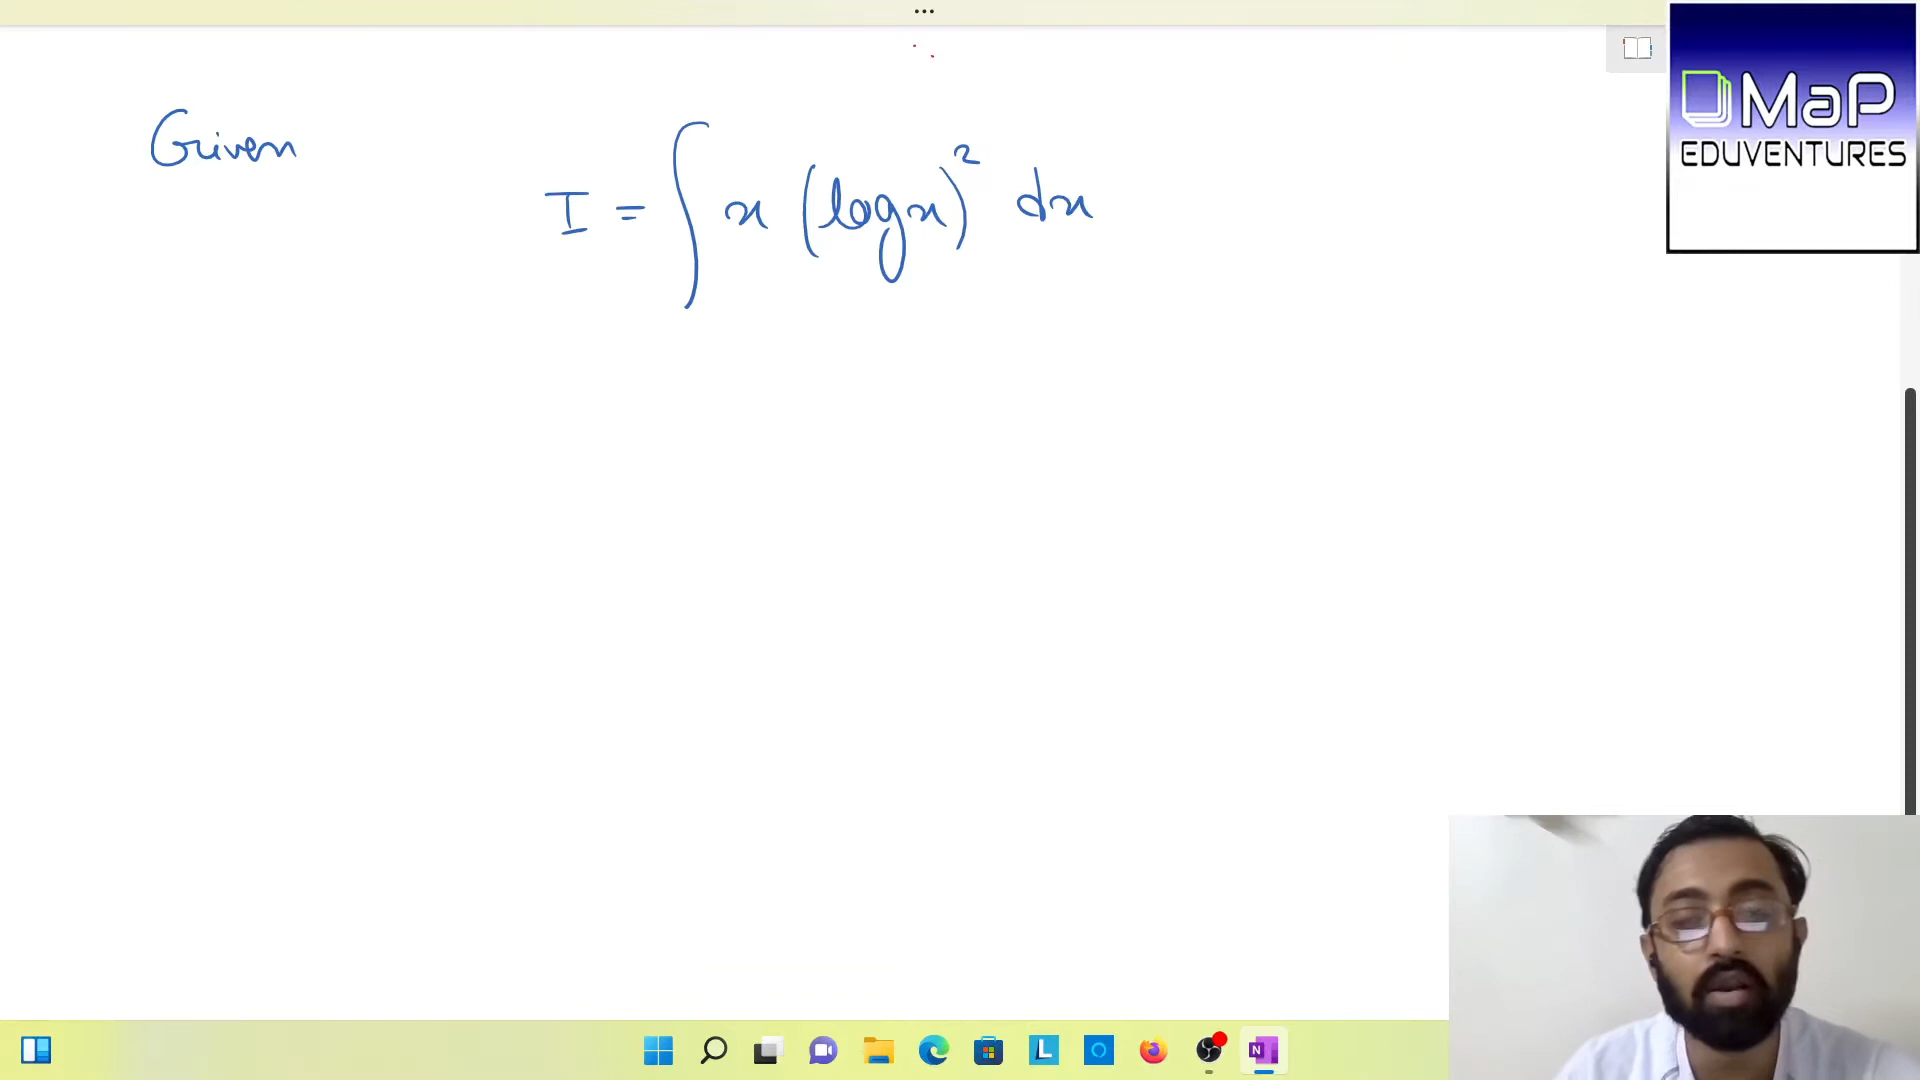 ...
MaP
EDUVENTURES
Given
I = ∫ x (log x)² dx
L
N